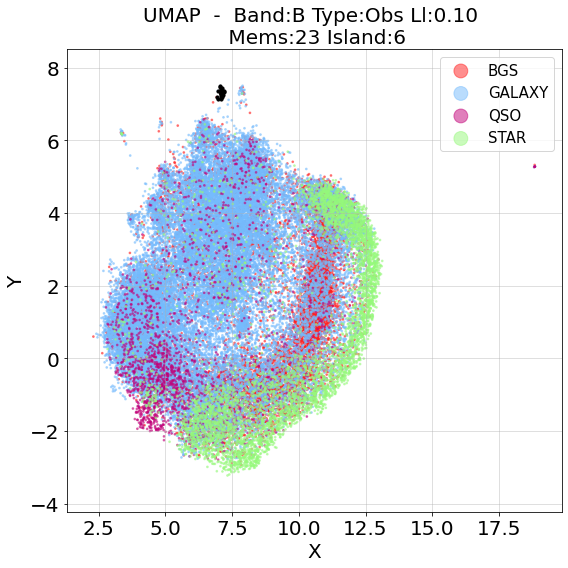 UMAP  -  Band:B Type:Obs Ll:0.10
Mems:23 Island:6
BGS
GALAXY
QSO
STAR
8
6
4
2
0
−2
−4
Y
2.5 5.0 7.5 10.0 12.5 15.0 17.5
X